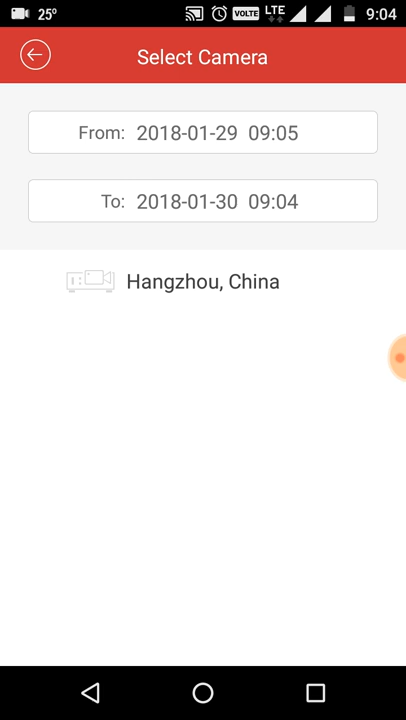 25° VOLTE LTE 9:04
Select Camera
From: 2018-01-29 09:05
To: 2018-01-30 09:04
Hangzhou, China